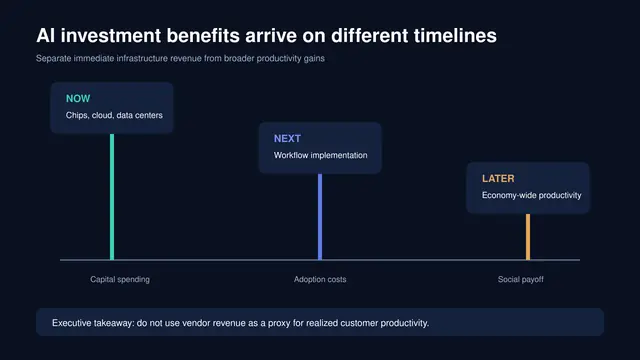 AI investment benefits arrive on different timelines
Separate immediate infrastructure revenue from broader productivity gains
NOW
Chips, cloud, data centers
NEXT
Workflow implementation
LATER
Economy-wide productivity
Capital spending
Adoption costs
Social payoff
Executive takeaway: do not use vendor revenue as a proxy for realized customer productivity.